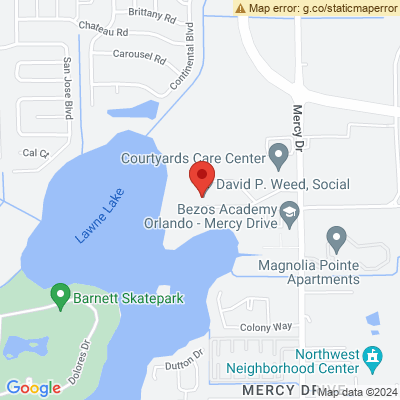 Map error: g.co/staticmaperror
Brittany Rd
Chafeau Rd
Carousel Rd
Continental Blvd
San Jose Blvd
Mercy Dr
Cal Ct
Courtyards Care Center
Lawne Lake
David P. Weed, Social
Bezos Academy
Orlando - Mercy Drive
Magnolia Pointe
Apartments
Barnett Skatepark
Colony Way
Dolores Dr
Dutton Dr
Northwest
Neighborhood Center
Google
MERCY DRIVE
Map data ©2024